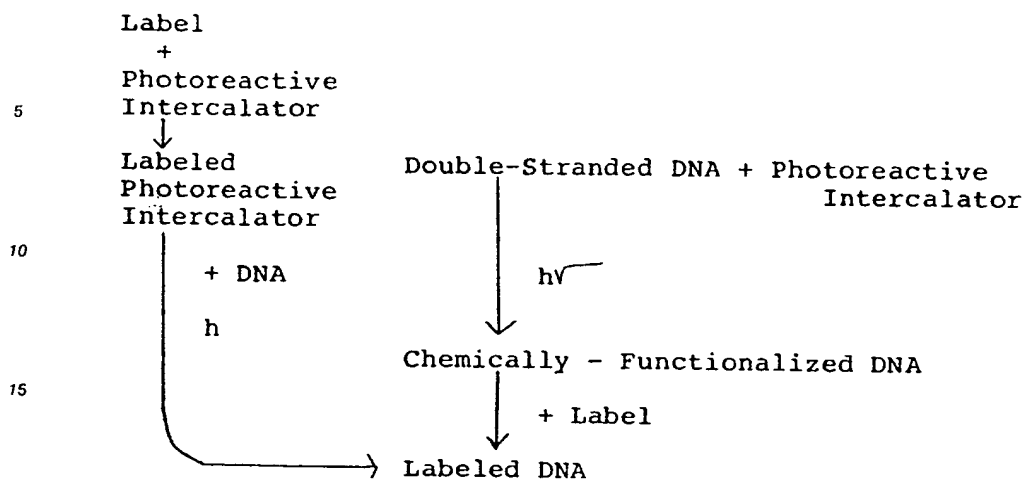 Label
+
Photoreactive
5 Intercalator
Labeled
Photoreactive
Intercalator
Double-Stranded DNA + Photoreactive
Intercalator
10
+ DNA
h
h√
Chemically - Functionalized DNA
15
+ Label
Labeled DNA